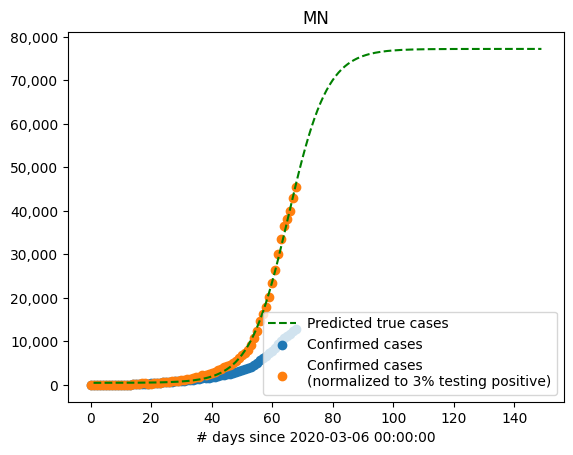 MN
80,000
70,000
60,000
50,000
40,000
30,000
20,000
10,000
0
Predicted true cases
Confirmed cases
Confirmed cases
(normalized to 3% testing positive)
0 20 40 60 80 100 120 140
# days since 2020-03-06 00:00:00